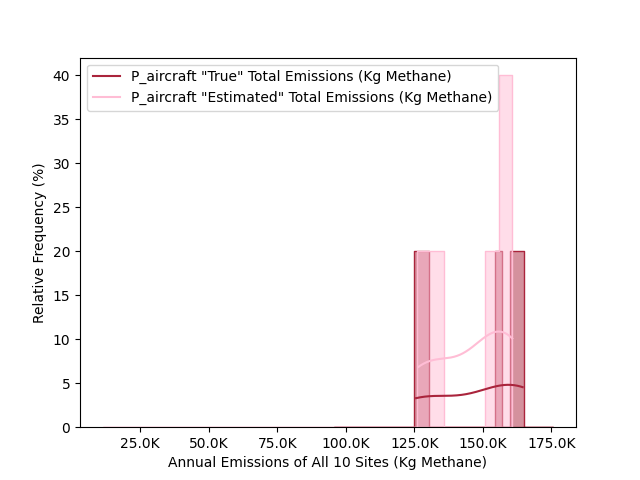 P_aircraft "True" Total Emissions (Kg Methane)
P_aircraft "Estimated" Total Emissions (Kg Methane)
40
35
30
25
20
15
10
5
0
Relative Frequency (%)
25.0K 50.0K 75.0K 100.0K 125.0K 150.0K 175.0K
Annual Emissions of All 10 Sites (Kg Methane)